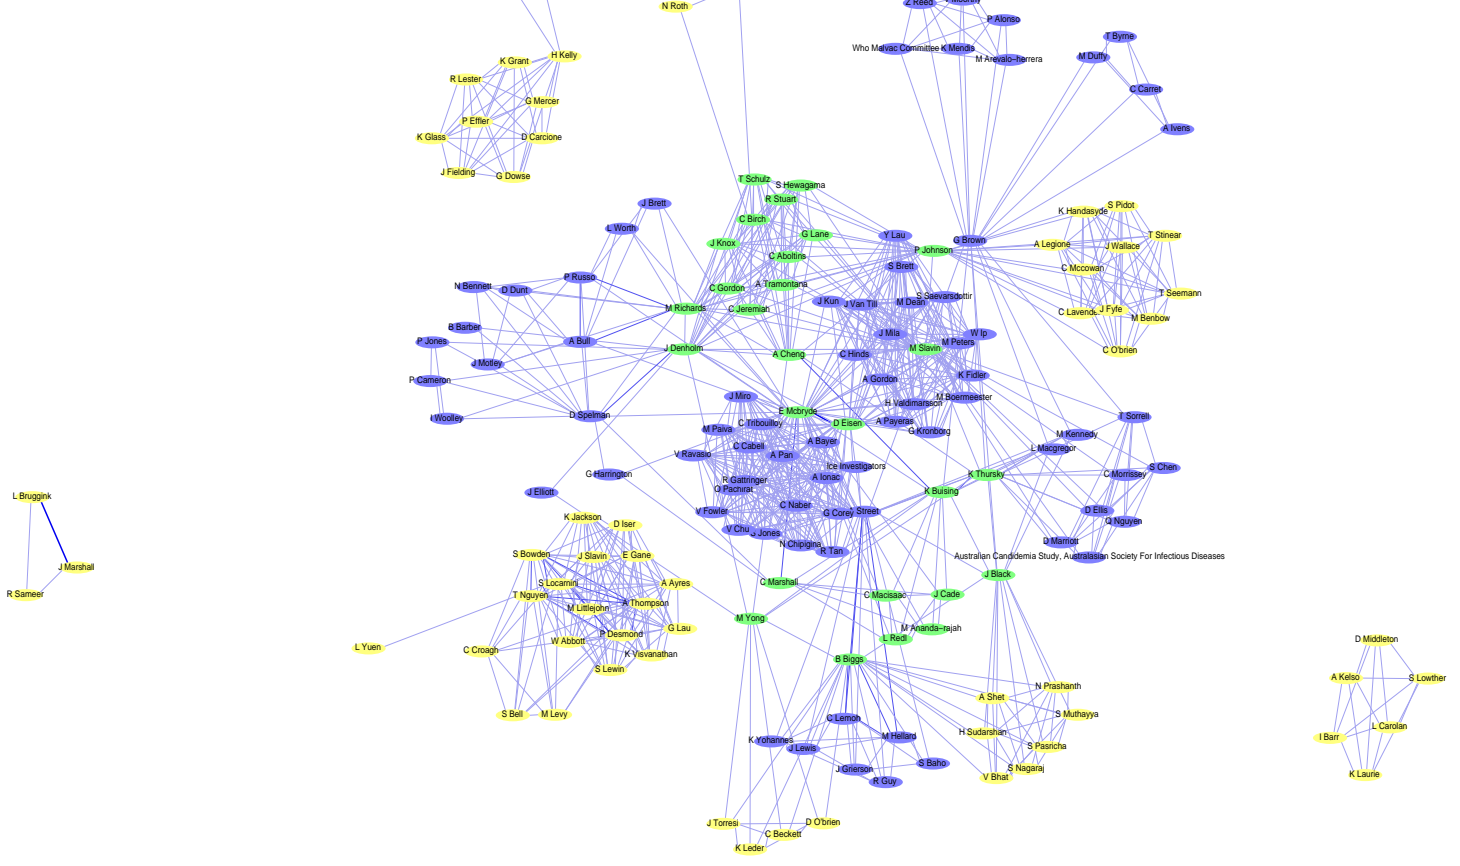 Z Reed
N Roth
P Alonso
T Byrne
Who Malvac Committee
K Mendis
M Arevalo-herrera
M Duffy
H Kelly
K Grant
R Lester
C Carret
G Mercer
P Effler
A Ivens
K Glass
D Carcione
J Fielding
G Dowse
T Schulz
S Hewagama
R Stuart
J Brett
S Pidot
K Handasyde
C Birch
L Worth
G Lane
Y Lau
T Stinear
G Brown
J Knox
A Legione
J Wallace
P Johnson
C Aboltins
S Brett
C Mccowan
P Russo
N Bennett
D Dunt
C Gordon
A Tramontana
T Seemann
J Kun
J Van Till
M Dean
S Saevarsdottir
M Richards
C Jeremiah
C Lavende
J Fyfe
M Benbow
B Barber
P Jones
A Bull
J Mila
W Ip
M Peters
J Denholm
M Slavin
A Cheng
C Hinds
C O'brien
J Motley
P Cameron
A Gordon
K Fidler
J Miro
M Boermeester
H Valdimarsson
I Woolley
D Spelman
E Mcbryde
T Sorrell
C Tribouilloy
D Eisen
A Payeras
M Paiva
G Kronborg
M Kennedy
A Bayer
C Cabell
L Macgregor
V Ravasio
A Pan
Ice Investigators
S Chen
G Harrington
K Thursky
C Morrissey
R Gattringer
A Ionac
O Pachirat
J Elliott
K Buising
L Bruggink
C Naber
V Fowler
G Corey
Street
D Ellis
K Jackson
O Nguyen
D Iser
V Chu
Jones
N Chipigina
D Marriott
R Tan
S Bowden
J Slavin
E Gane
Australian Candidemia Study, Australasian Society For Infectious Diseases
J Marshall
J Black
S Locarnini
A Ayres
C Marshall
R Sameer
T Nguyen
C Macisaac
J Cade
A Thompson
M Littlejohn
M Yong
G Lau
M Ananda-rajah
P Desmond
W Abbott
L Redl
D Middleton
L Yuen
C Croagh
K Visvanathan
B Biggs
S Lewin
A Kelso
S Lowther
N Prashanth
A Shet
S Bell
M Levy
S Muthayya
C Lemoh
L Carolan
H Sudarshan
M Hellard
I Barr
K Yohannes
J Lewis
S Pasricha
S Baho
J Grierson
S Nagaraj
V Bhat
K Laurie
R Guy
J Torresi
D O'brien
C Beckett
K Leder